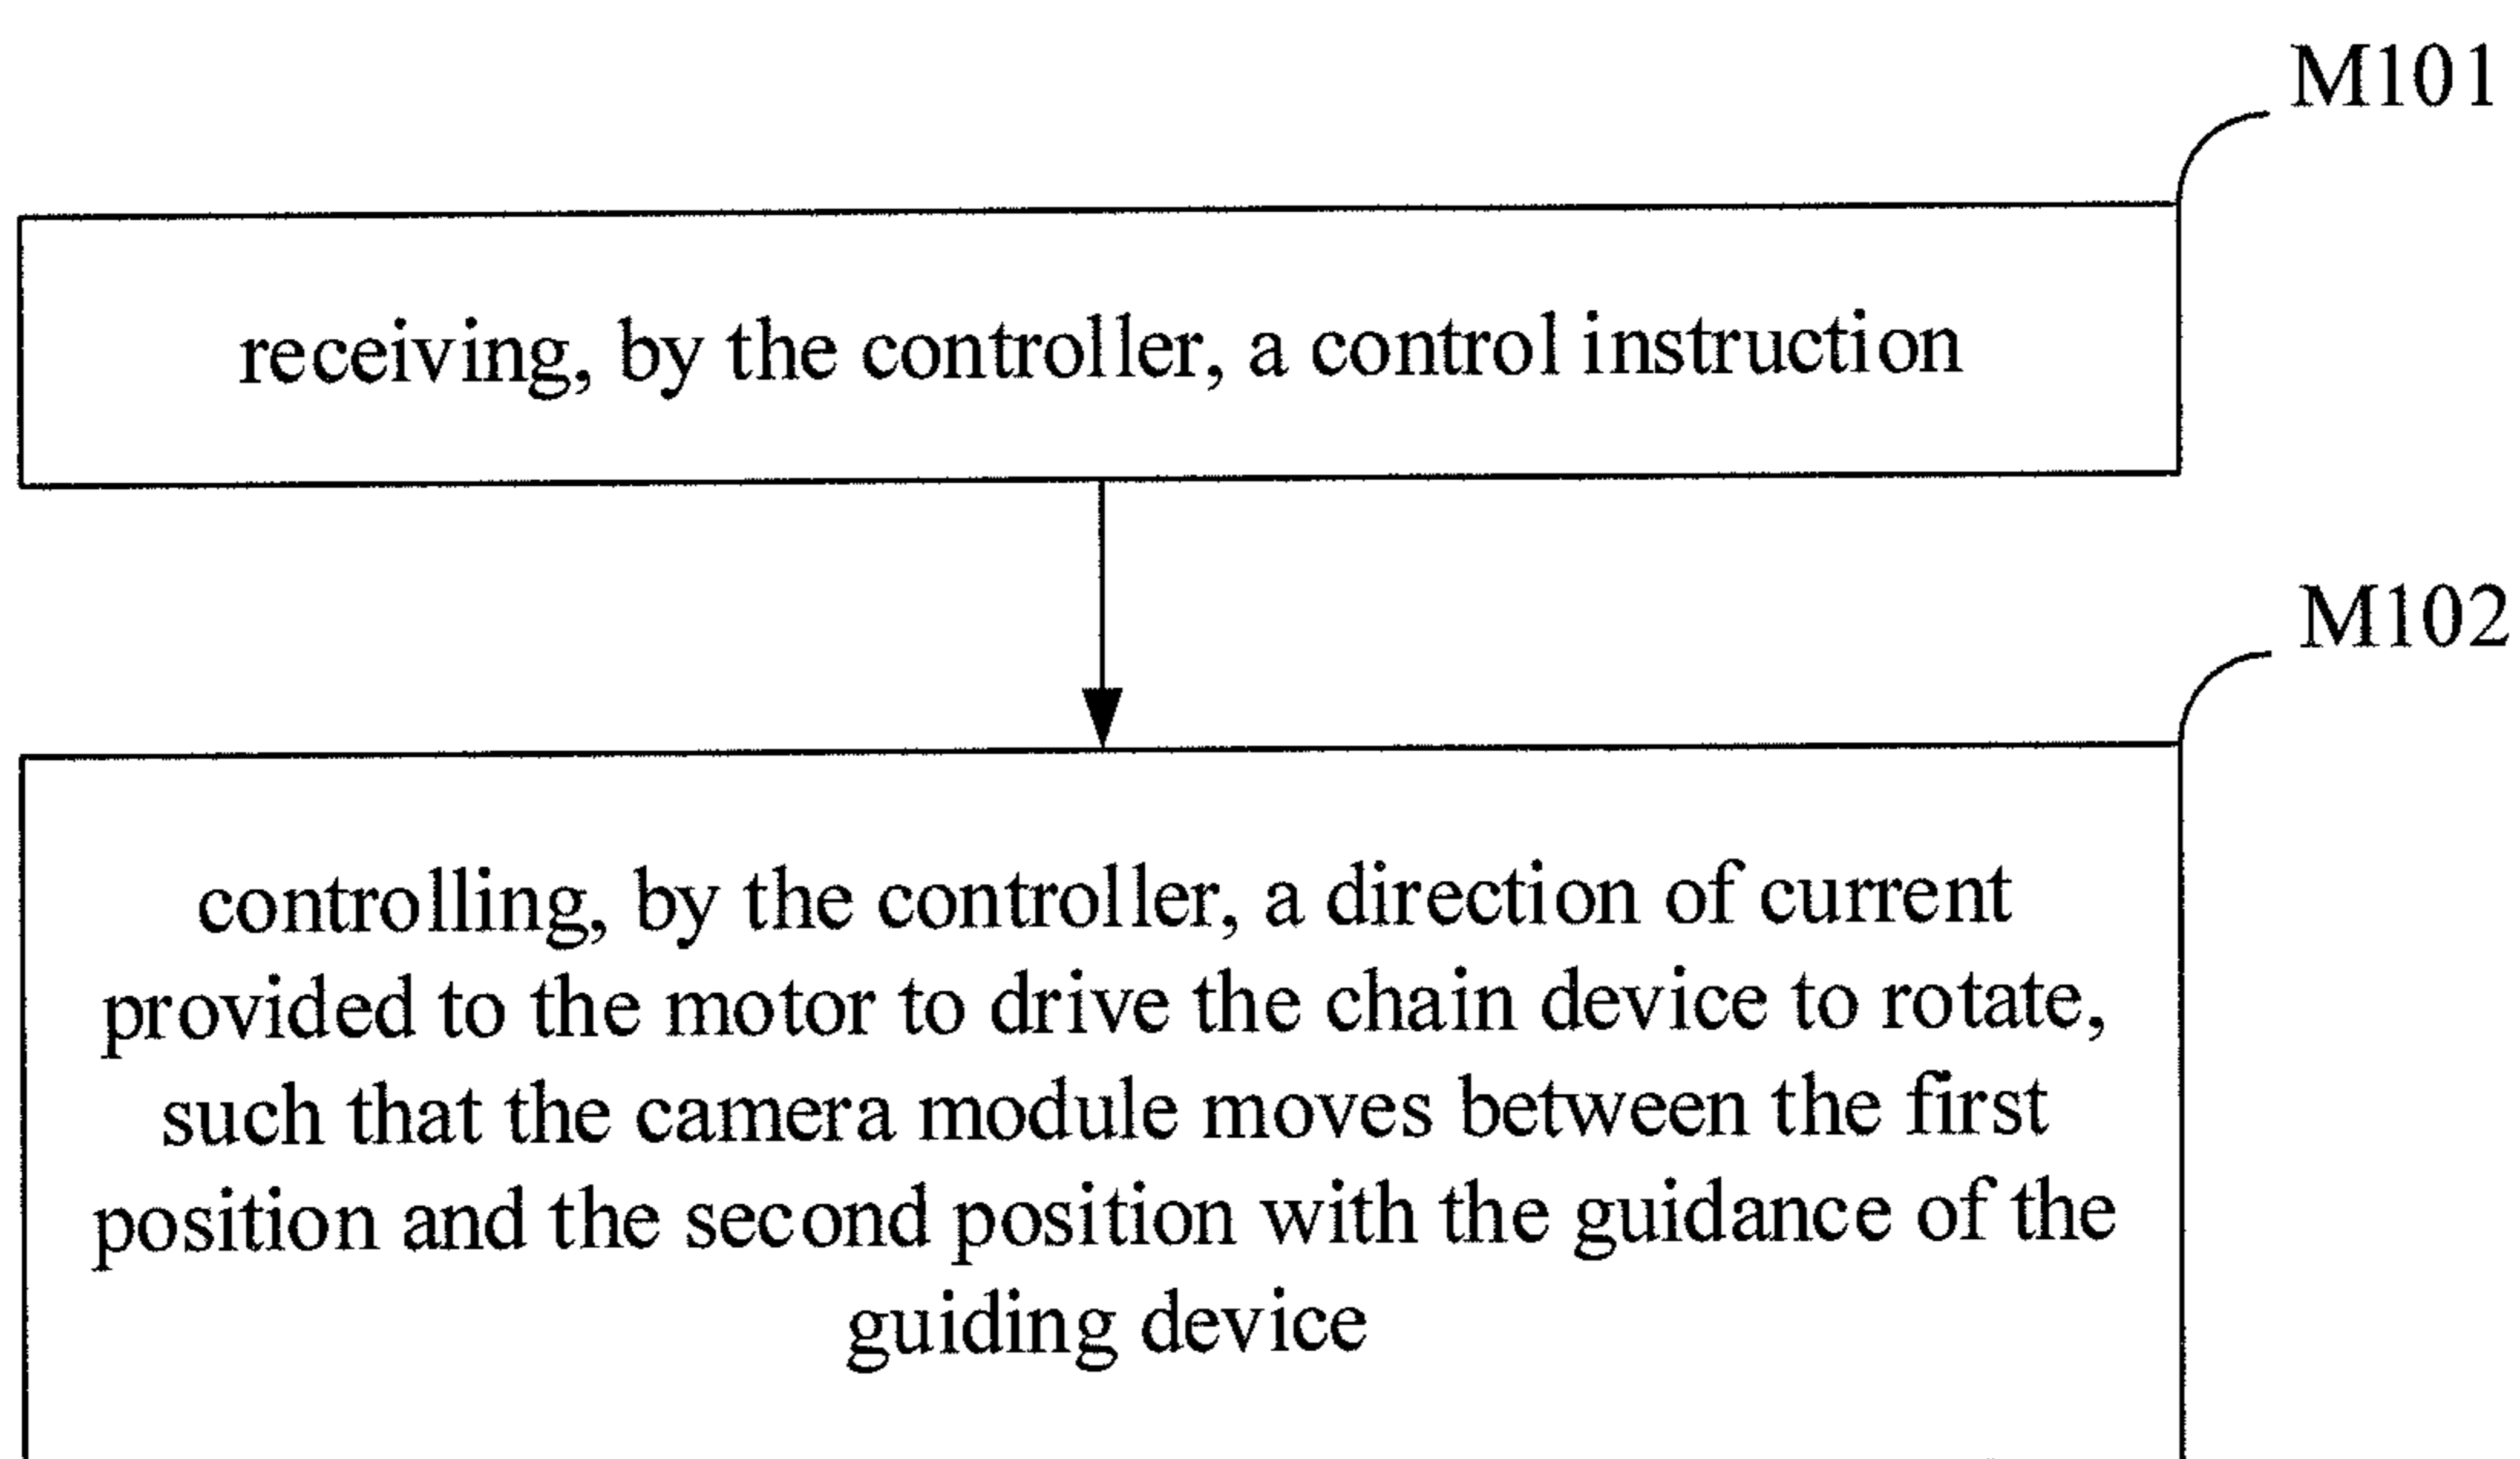 M101
receiving, by the controller, a control instruction
M102
controlling, by the controller, a direction of current
provided to the motor to drive the chain device to rotate,
such that the camera module moves between the first
position and the second position with the guidance of the
guiding device